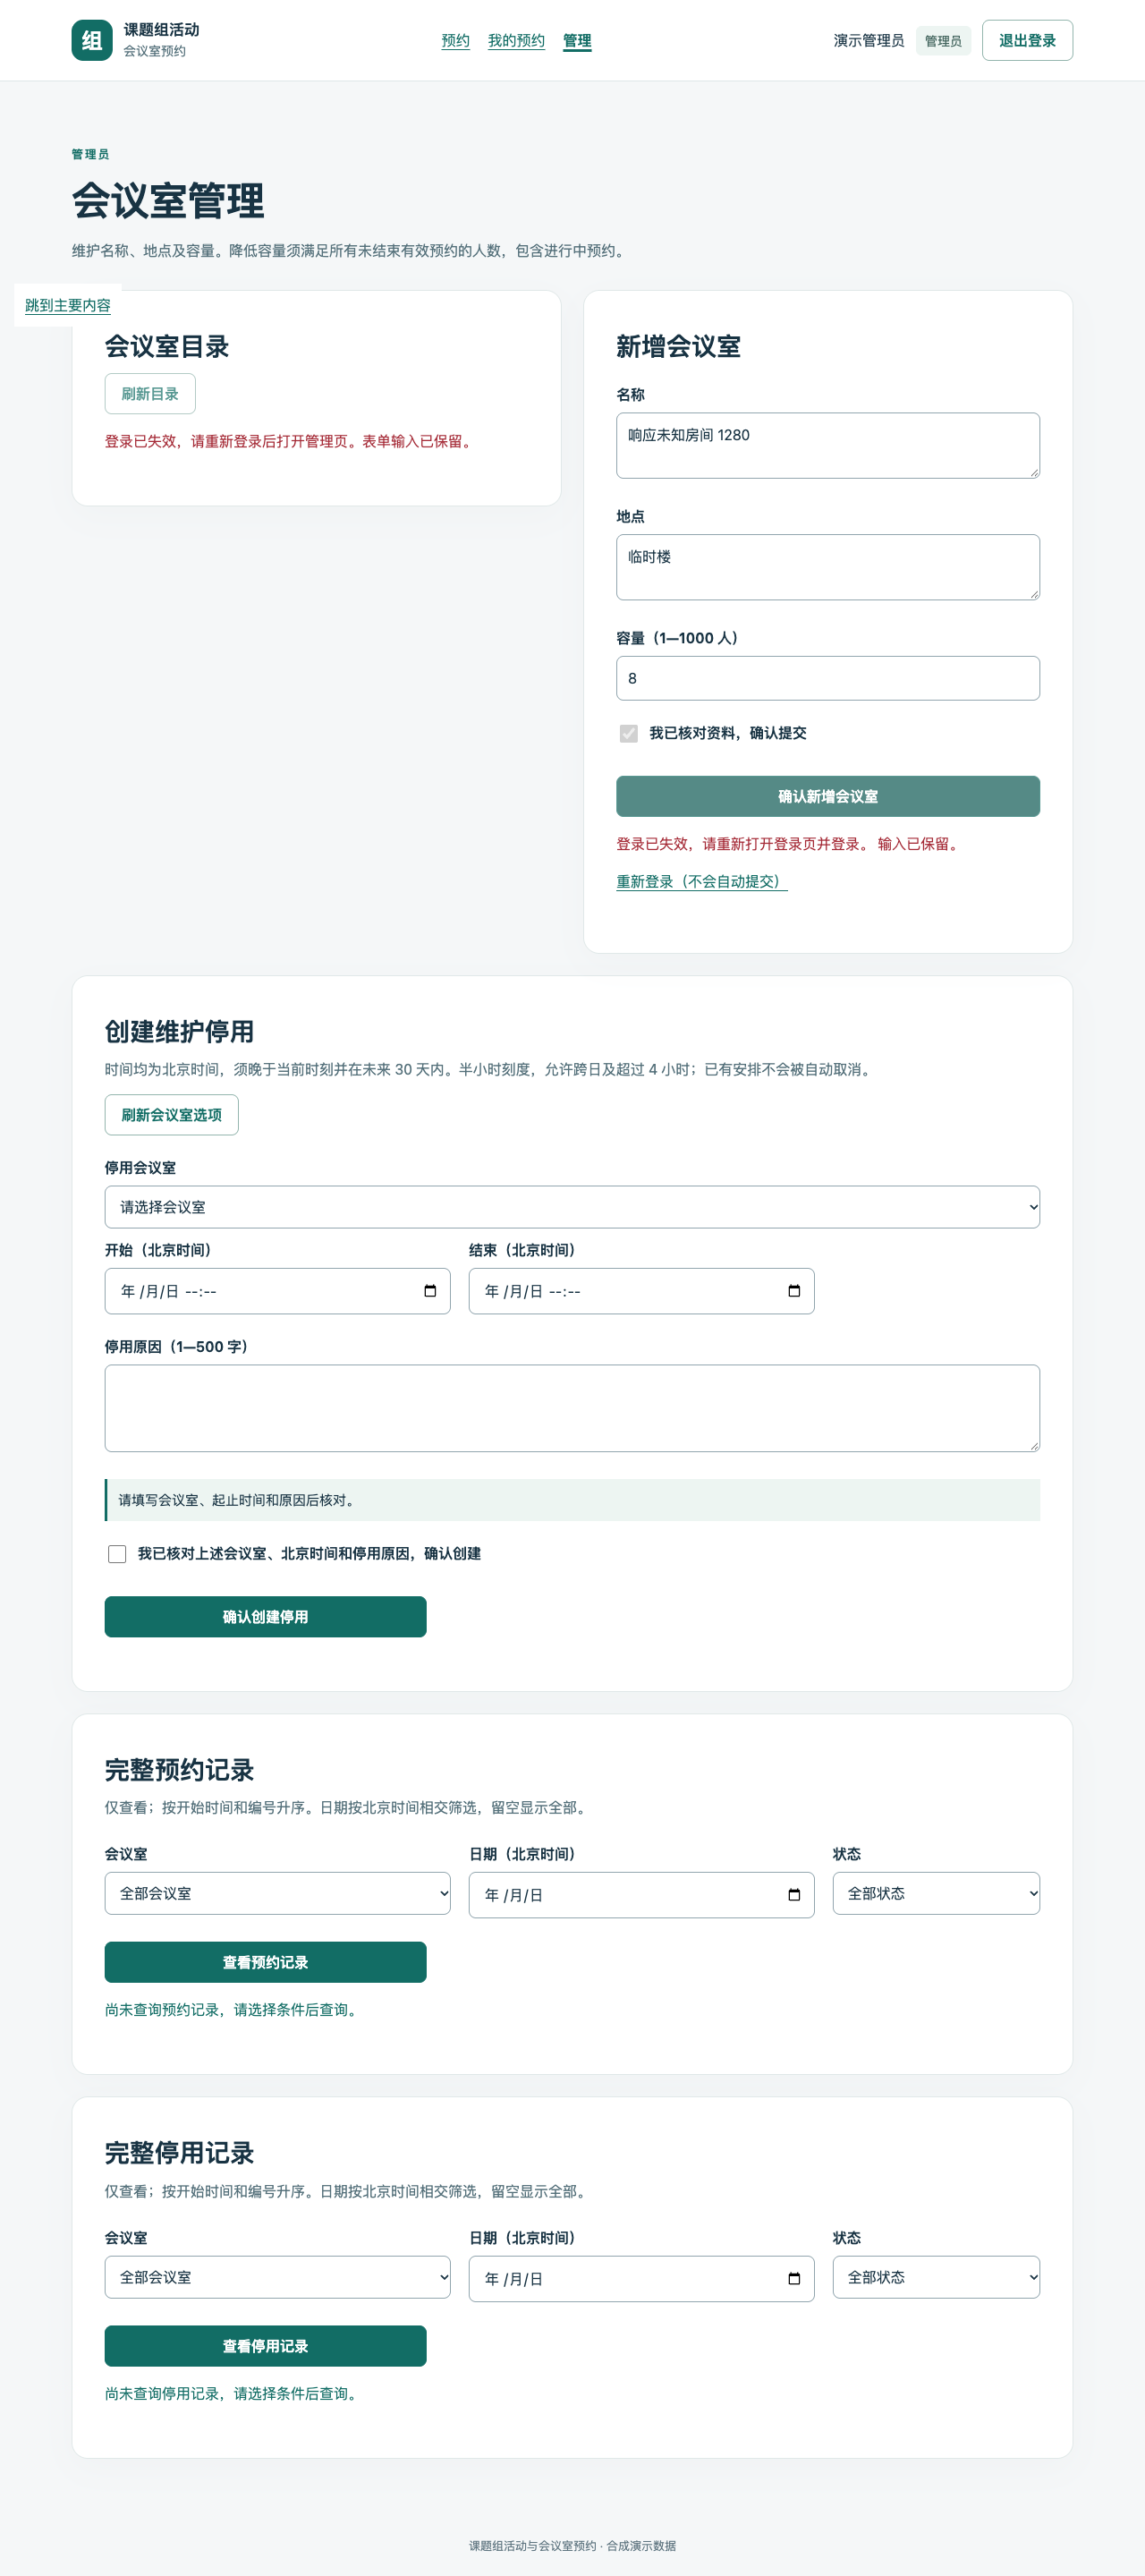 组
课题组活动
会议室预约
预约 我的预约 管理
演示管理员 管理员 退出登录
管理员
会议室管理
维护名称、地点及容量。降低容量须满足所有未结束有效预约的人数，包含进行中预约。
跳到主要内容
会议室目录
刷新目录
登录已失效，请重新登录后打开管理页。表单输入已保留。
新增会议室
名称
响应未知房间 1280
地点
临时楼
容量（1—1000 人）
8
我已核对资料，确认提交
确认新增会议室
登录已失效，请重新打开登录页并登录。 输入已保留。
重新登录（不会自动提交）
创建维护停用
时间均为北京时间，须晚于当前时刻并在未来 30 天内。半小时刻度，允许跨日及超过 4 小时；已有安排不会被自动取消。
刷新会议室选项
停用会议室
请选择会议室
开始（北京时间） 结束（北京时间）
年 /月/日 --:-- 年 /月/日 --:--
停用原因（1—500 字）
请填写会议室、起止时间和原因后核对。
我已核对上述会议室、北京时间和停用原因，确认创建
确认创建停用
完整预约记录
仅查看；按开始时间和编号升序。日期按北京时间相交筛选，留空显示全部。
会议室 日期（北京时间） 状态
全部会议室 年 /月/日 全部状态
查看预约记录
尚未查询预约记录，请选择条件后查询。
完整停用记录
仅查看；按开始时间和编号升序。日期按北京时间相交筛选，留空显示全部。
会议室 日期（北京时间） 状态
全部会议室 年 /月/日 全部状态
查看停用记录
尚未查询停用记录，请选择条件后查询。
课题组活动与会议室预约 · 合成演示数据